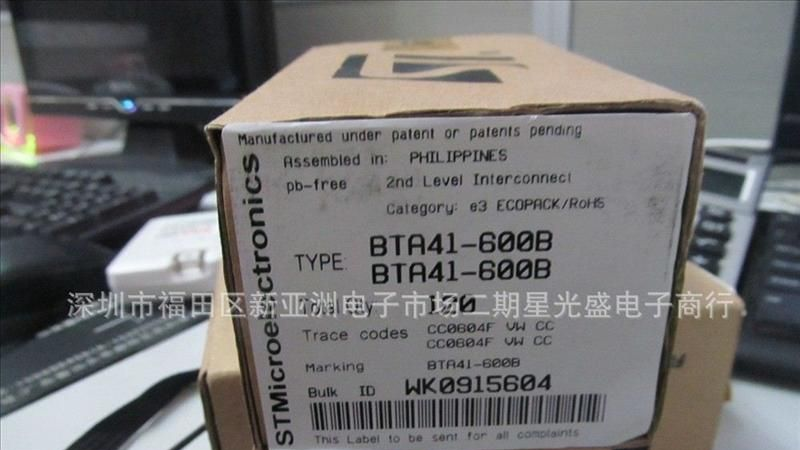 ST
Manufactured under patent or patents pending
Assembled in: PHILIPPINES
pb-free 2nd Level Interconnect
Category: e3 ECOPACK/RoHS
STMicroelectronics
TYPE: BTA41-600B
BTA41-600B
深圳市福田区新亚洲电子市场二期星光盛电子商行
Total Qty
Trace codes CC0604F VW CC
CC0604F VW CC
Marking BTA41-600B
Bulk ID WK0915604
This Label to be sent for all complaints